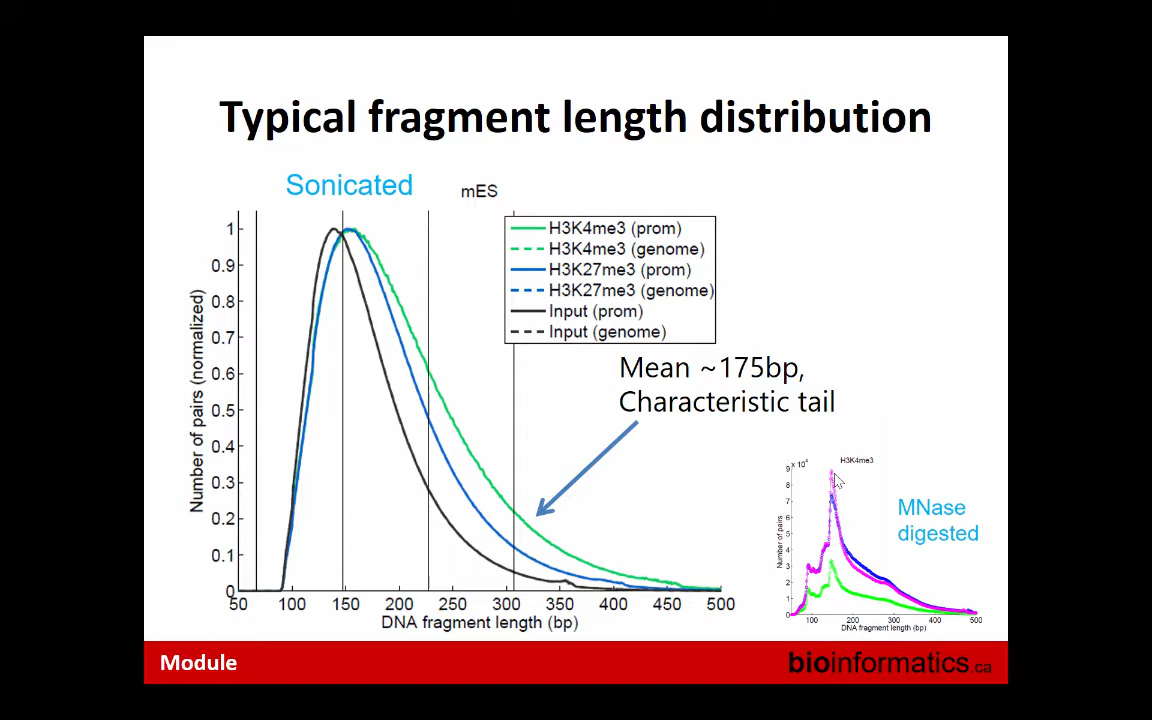 Typical fragment length distribution
Sonicated
mES
H3K4me3 (prom)
H3K4me3 (genome)
H3K27me3 (prom)
H3K27me3 (genome)
Input (prom)
Input (genome)
1
0.9
0.8
0.7
0.6
0.5
0.4
0.3
0.2
0.1
0
Number of pairs (normalized)
50 100 150 200 250 300 350 400 450 500
DNA fragment length (bp)
Mean ~175bp,
Characteristic tail
H3K4me3
x 10⁴
9
8
7
6
5
4
3
2
1
0
Number of pairs
100 200 300 400 500
DNA fragment length (bp)
MNase
digested
Module
bioinformatics.ca